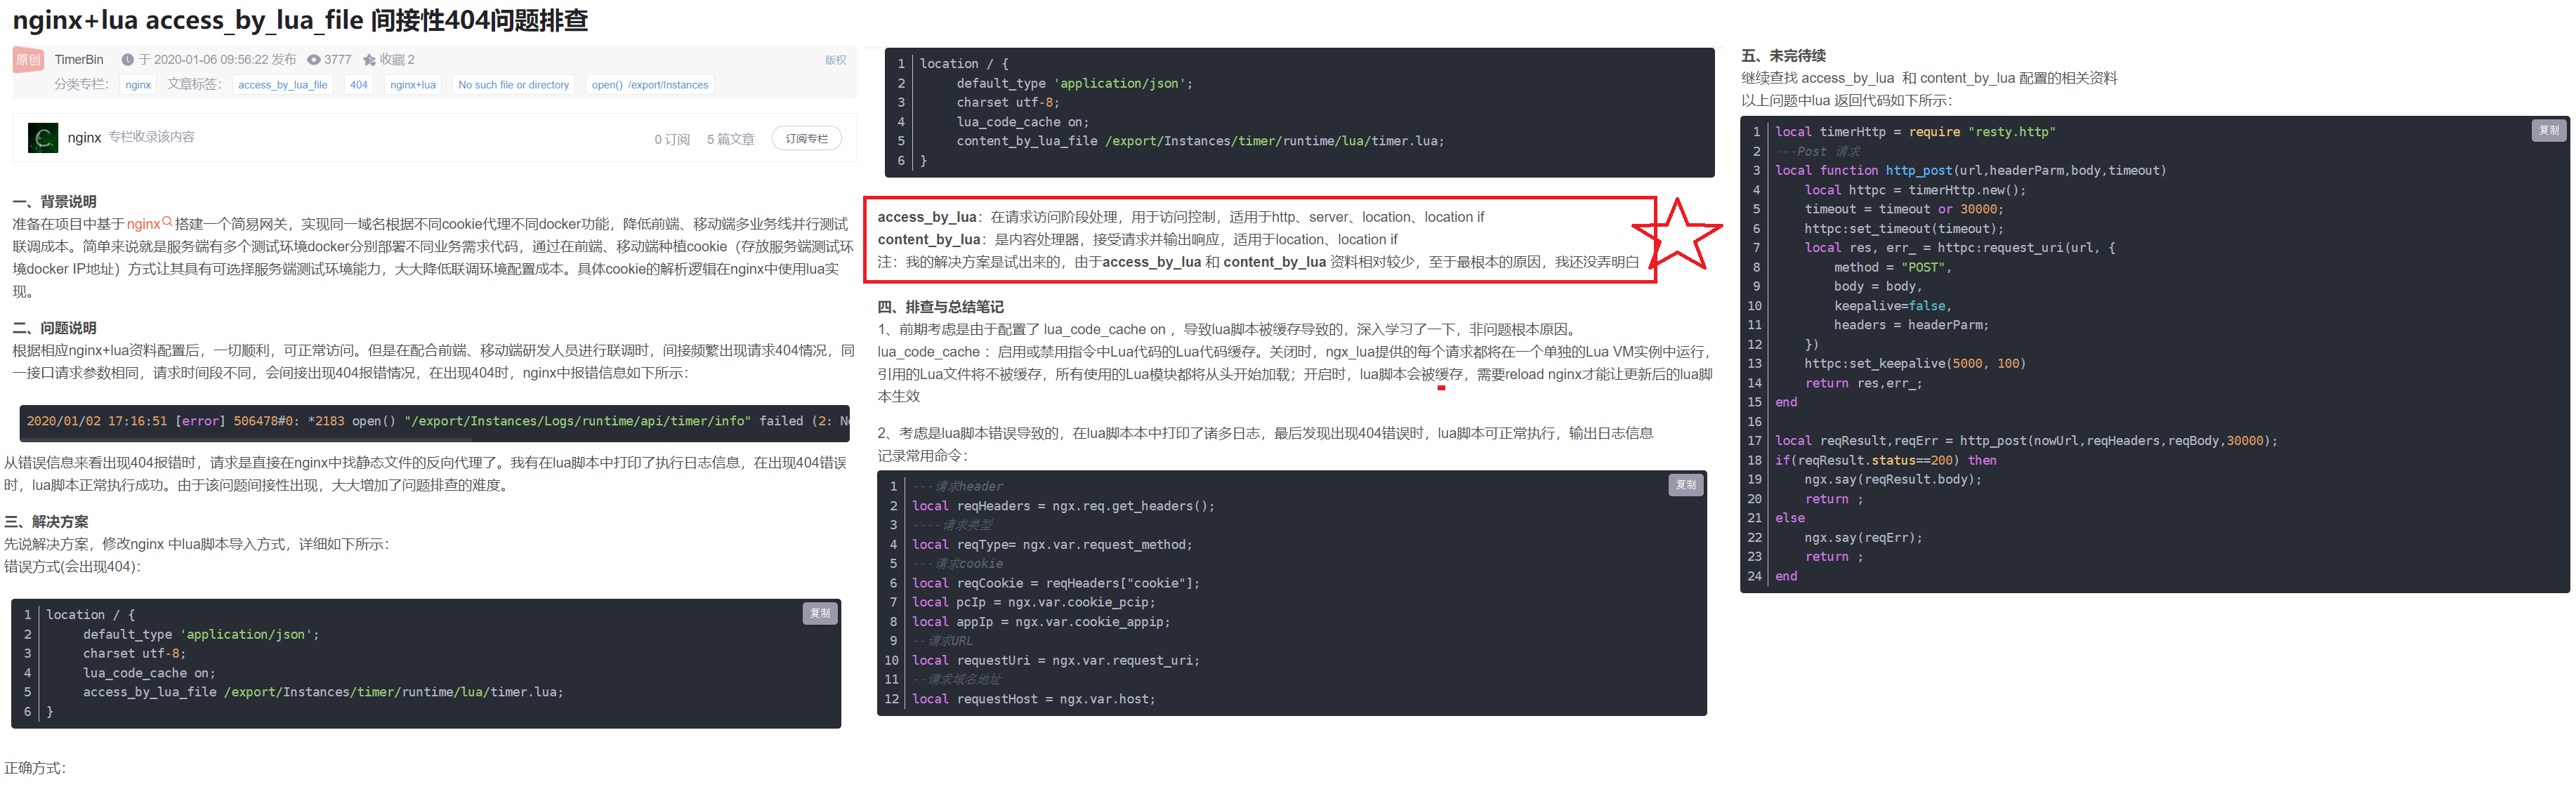 nginx+lua access_by_lua_file 间接性404问题排查
原创 TimerBin 于 2020-01-06 09:56:22 发布 3777 收藏 2 版权
分类专栏： nginx 文章标签： access_by_lua_file 404 nginx+lua No such file or directory open() /export/Instances
nginx 专栏收录该内容 0 订阅 5 篇文章 订阅专栏
一、背景说明
准备在项目中基于 nginx 搭建一个简易网关，实现同一域名根据不同cookie代理不同docker功能，降低前端、移动端多业务线并行测试
联调成本。简单来说就是服务端有多个测试环境docker分别部署不同业务需求代码，通过在前端、移动端种植cookie（存放服务端测试环
境docker IP地址）方式让其具有可选择服务端测试环境能力，大大降低联调环境配置成本。具体cookie的解析逻辑在nginx中使用lua实
现。
二、问题说明
根据相应nginx+lua资料配置后，一切顺利，可正常访问。但是在配合前端、移动端研发人员进行联调时，间接频繁出现请求404情况，同
一接口请求参数相同，请求时间段不同，会间接出现404报错情况，在出现404时，nginx中报错信息如下所示：
2020/01/02 17:16:51 [error] 506478#0: *2183 open() "/export/Instances/Logs/runtime/api/timer/info" failed (2: No
从错误信息来看出现404报错时，请求是直接在nginx中找静态文件的反向代理了。我有在lua脚本中打印了执行日志信息，在出现404错误
时，lua脚本正常执行成功。由于该问题间接性出现，大大增加了问题排查的难度。
三、解决方案
先说解决方案，修改nginx 中lua脚本导入方式，详细如下所示：
错误方式(会出现404)：
复制
1 location / {
2 default_type 'application/json';
3 charset utf-8;
4 lua_code_cache on;
5 access_by_lua_file /export/Instances/timer/runtime/lua/timer.lua;
6 }
正确方式：
1 location / {
2 default_type 'application/json';
3 charset utf-8;
4 lua_code_cache on;
5 content_by_lua_file /export/Instances/timer/runtime/lua/timer.lua;
6 }
access_by_lua：在请求访问阶段处理，用于访问控制，适用于http、server、location、location if
content_by_lua：是内容处理器，接受请求并输出响应，适用于location、location if
注：我的解决方案是试出来的，由于access_by_lua 和 content_by_lua 资料相对较少，至于最根本的原因，我还没弄明白
四、排查与总结笔记
1、前期考虑是由于配置了 lua_code_cache on ，导致lua脚本被缓存导致的，深入学习了一下，非问题根本原因。
lua_code_cache ：启用或禁用指令中Lua代码的Lua代码缓存。关闭时，ngx_lua提供的每个请求都将在一个单独的Lua VM实例中运行，
引用的Lua文件将不被缓存，所有使用的Lua模块都将从头开始加载；开启时，lua脚本会被缓存，需要reload nginx才能让更新后的lua脚
本生效
2、考虑是lua脚本错误导致的，在lua脚本本中打印了诸多日志，最后发现出现404错误时，lua脚本可正常执行，输出日志信息
记录常用命令：
复制
1 ---请求header
2 local reqHeaders = ngx.req.get_headers();
3 ----请求类型
4 local reqType= ngx.var.request_method;
5 ---请求cookie
6 local reqCookie = reqHeaders["cookie"];
7 local pcIp = ngx.var.cookie_pcip;
8 local appIp = ngx.var.cookie_appip;
9 --请求URL
10 local requestUri = ngx.var.request_uri;
11 --请求域名地址
12 local requestHost = ngx.var.host;
五、未完待续
继续查找 access_by_lua 和 content_by_lua 配置的相关资料
以上问题中lua 返回代码如下所示：
复制
1 local timerHttp = require "resty.http"
2 ---Post 请求
3 local function http_post(url,headerParm,body,timeout)
4 local httpc = timerHttp.new();
5 timeout = timeout or 30000;
6 httpc:set_timeout(timeout);
7 local res, err_ = httpc:request_uri(url, {
8 method = "POST",
9 body = body,
10 keepalive=false,
11 headers = headerParm;
12 })
13 httpc:set_keepalive(5000, 100)
14 return res,err_;
15 end
16
17 local reqResult,reqErr = http_post(nowUrl,reqHeaders,reqBody,30000);
18 if(reqResult.status==200) then
19 ngx.say(reqResult.body);
20 return ;
21 else
22 ngx.say(reqErr);
23 return ;
24 end